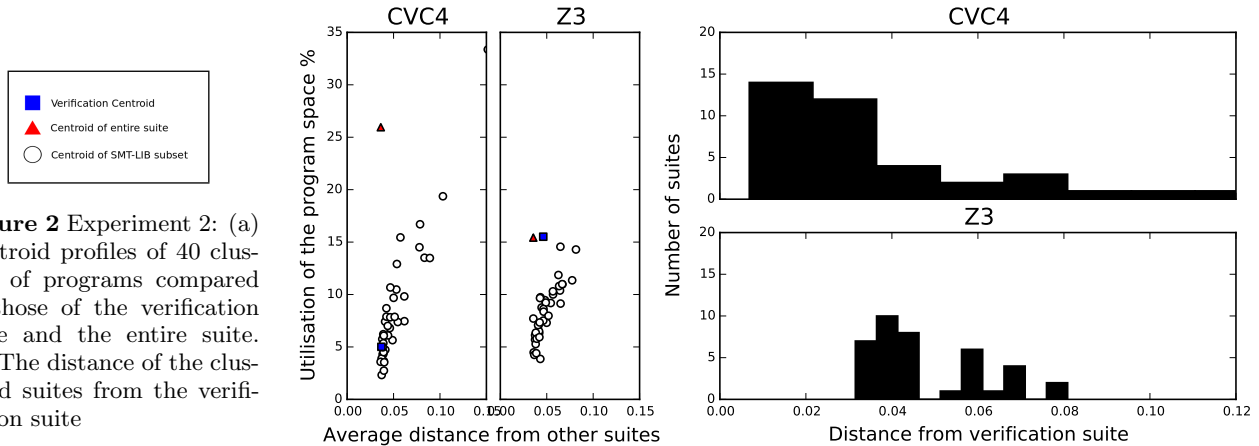 Verification Centroid
Centroid of entire suite
Centroid of SMT-LIB subset
ure 2 Experiment 2: (a)
troid profiles of 40 clus-
of programs compared
hose of the verification
e and the entire suite.
The distance of the clus-
d suites from the verifi-
on suite
CVC4
Z3
Utilisation of the program space %
35
30
25
20
15
10
5
0
0.00 0.05 0.10 0.15
0.00 0.05 0.10 0.15
Average distance from other suites
CVC4
Number of suites
20
15
10
5
0
Z3
20
15
10
5
0
0.00 0.02 0.04 0.06 0.08 0.10 0.12
Distance from verification suite